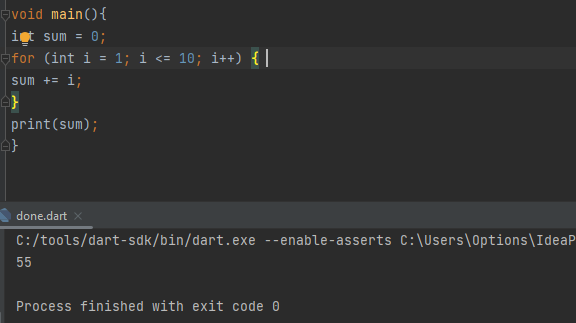 void main(){
int sum = 0;
for (int i = 1; i <= 10; i++) {
sum += i;
}
print(sum);
}
done.dart
C:/tools/dart-sdk/bin/dart.exe --enable-asserts C:\Users\Options\IdeaP
55
Process finished with exit code 0